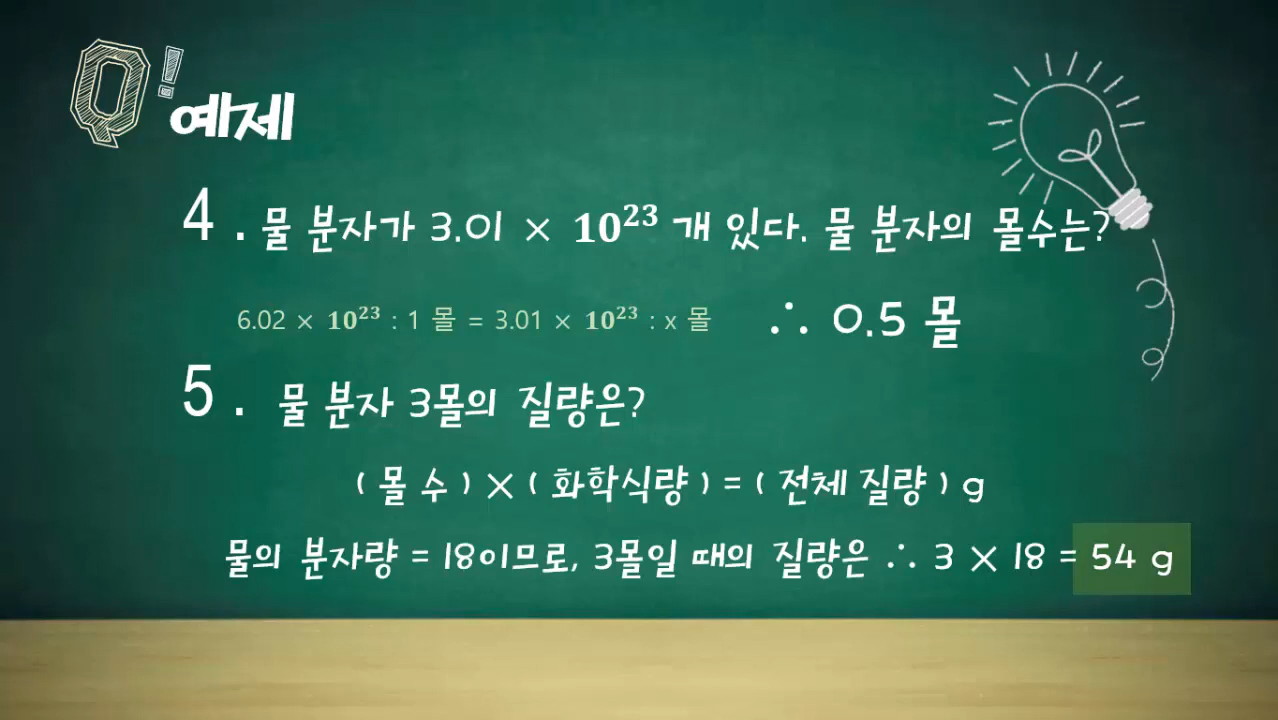 Q! 예제
4. 물 분자가 3.01 × 10²³ 개 있다. 물 분자의 몰수는?
6.02 × 10²³ : 1 몰 = 3.01 × 10²³ : x 몰 ∴ 0.5 몰
5. 물 분자 3몰의 질량은?
( 몰 수 ) × ( 화학식량 ) = ( 전체 질량 ) g
물의 분자량 = 18이므로, 3몰일 때의 질량은 ∴ 3 × 18 = 54 g